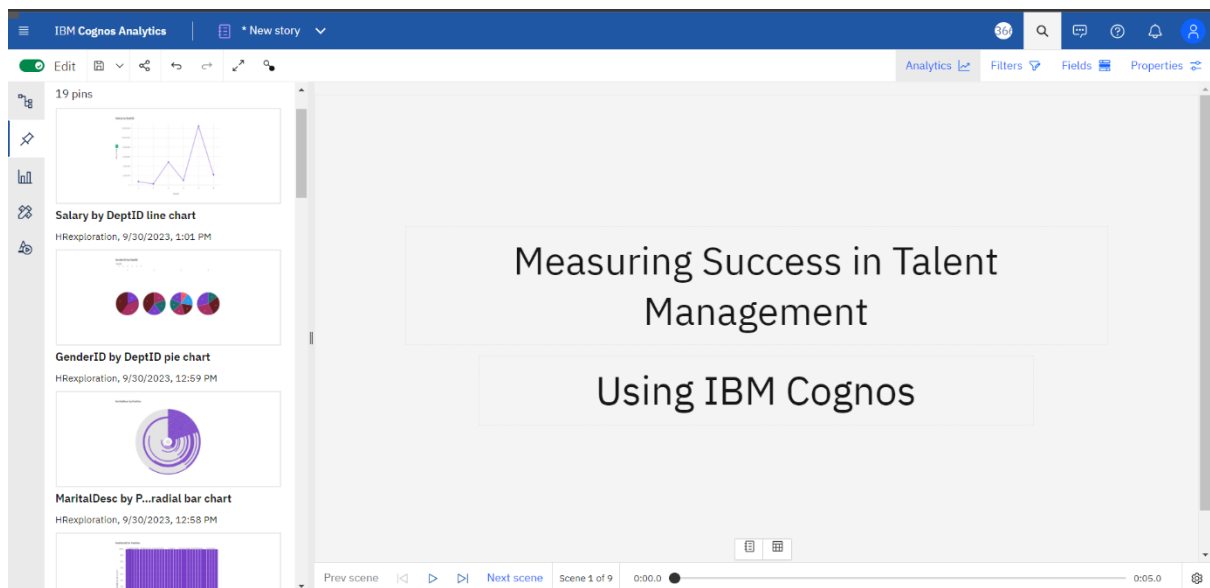 IBM Cognos Analytics
* New story
366
Edit
Analytics
Filters
Fields
Properties
19 pins
Salary by DeptID line chart
HRexploration, 9/30/2023, 1:01 PM
GenderID by DeptID pie chart
HRexploration, 9/30/2023, 12:59 PM
MaritalDesc by P...radial bar chart
HRexploration, 9/30/2023, 12:58 PM
Measuring Success in Talent
Management
Using IBM Cognos
Prev scene
Next scene
Scene 1 of 9
0:00.0
0:05.0